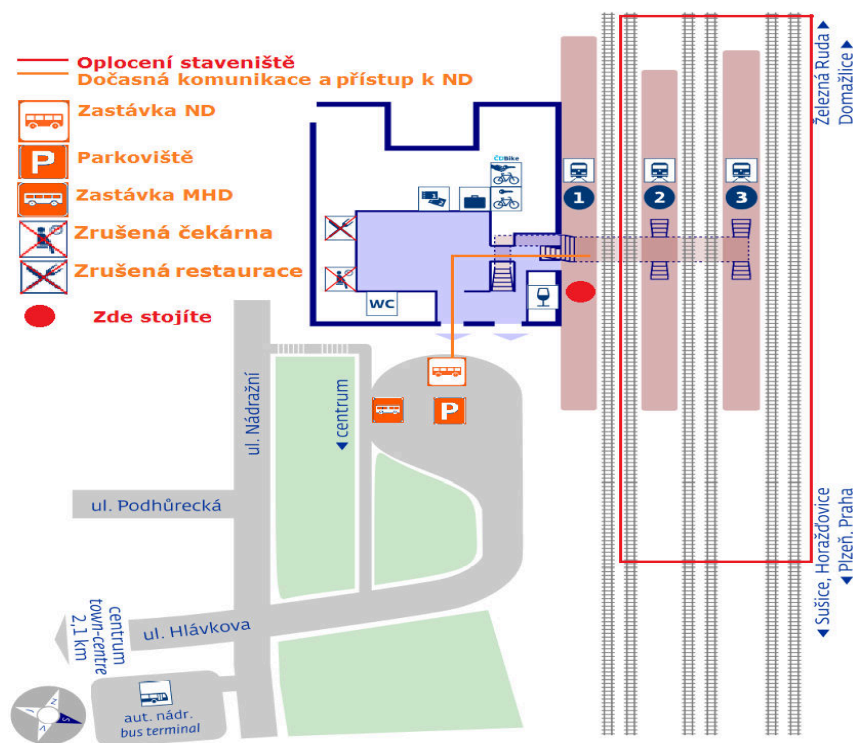 Oplocení staveniště
Dočasná komunikace a přístup k ND
Zastávka ND
P
Parkoviště
Zastávka MHD
Zrušená čekárna
Zrušená restaurace
Zde stojíte
ČDBike
WC
1
2
3
Železná Ruda
Domažlice
P
centrum
ul. Nádražní
ul. Podhůrecká
ul. Hlávkova
centrum
town-centre
2,1 km
aut. nádr.
bus terminal
Sušice, Horažďovice
Plzeň, Praha
Z
S
V
J